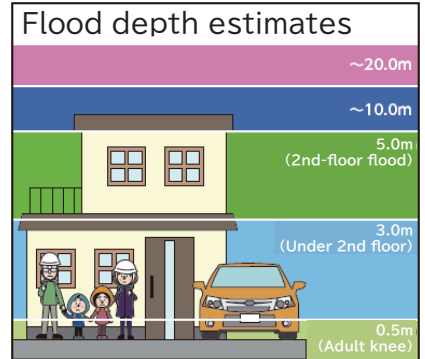 Flood depth estimates
～20.0m
～10.0m
5.0m
(2nd-floor flood)
3.0m
(Under 2nd floor)
0.5m
(Adult knee)